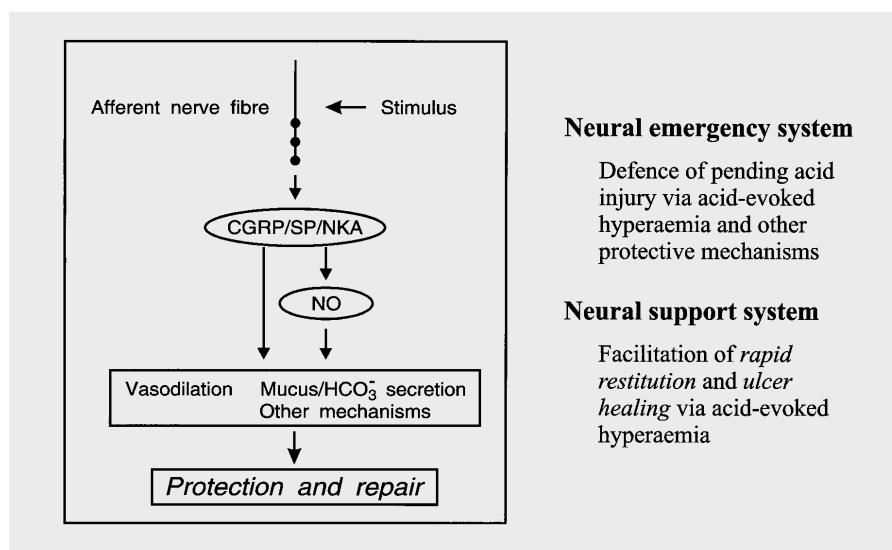 Afferent nerve fibre
Stimulus
CGRP/SP/NKA
NO
Vasodilation Mucus/HCO₃⁻ secretion
Other mechanisms
Protection and repair
Neural emergency system
Defence of pending acid
injury via acid-evoked
hyperaemia and other
protective mechanisms
Neural support system
Facilitation of rapid
restitution and ulcer
healing via acid-evoked
hyperaemia